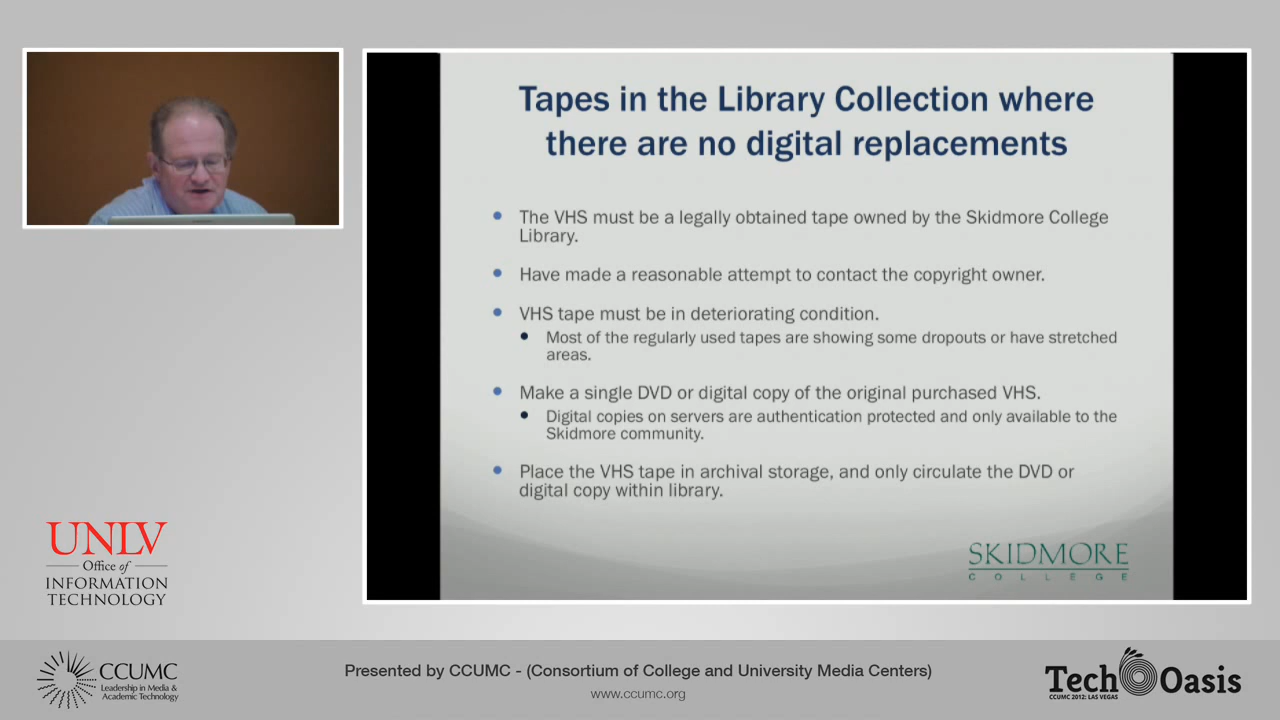 Tapes in the Library Collection where
there are no digital replacements
The VHS must be a legally obtained tape owned by the Skidmore College
Library.
Have made a reasonable attempt to contact the copyright owner.
VHS tape must be in deteriorating condition.
Most of the regularly used tapes are showing some dropouts or have stretched
areas.
Make a single DVD or digital copy of the original purchased VHS.
Digital copies on servers are authentication protected and only available to the
Skidmore community.
Place the VHS tape in archival storage, and only circulate the DVD or
digital copy within library.
SKIDMORE
COLLEGE
UNLV
Office of
INFORMATION
TECHNOLOGY
CCUMC
Leadership in Media &
Academic Technology
Presented by CCUMC - (Consortium of College and University Media Centers)
www.ccumc.org
Tech Oasis
CCUMC 2012: LAS VEGAS